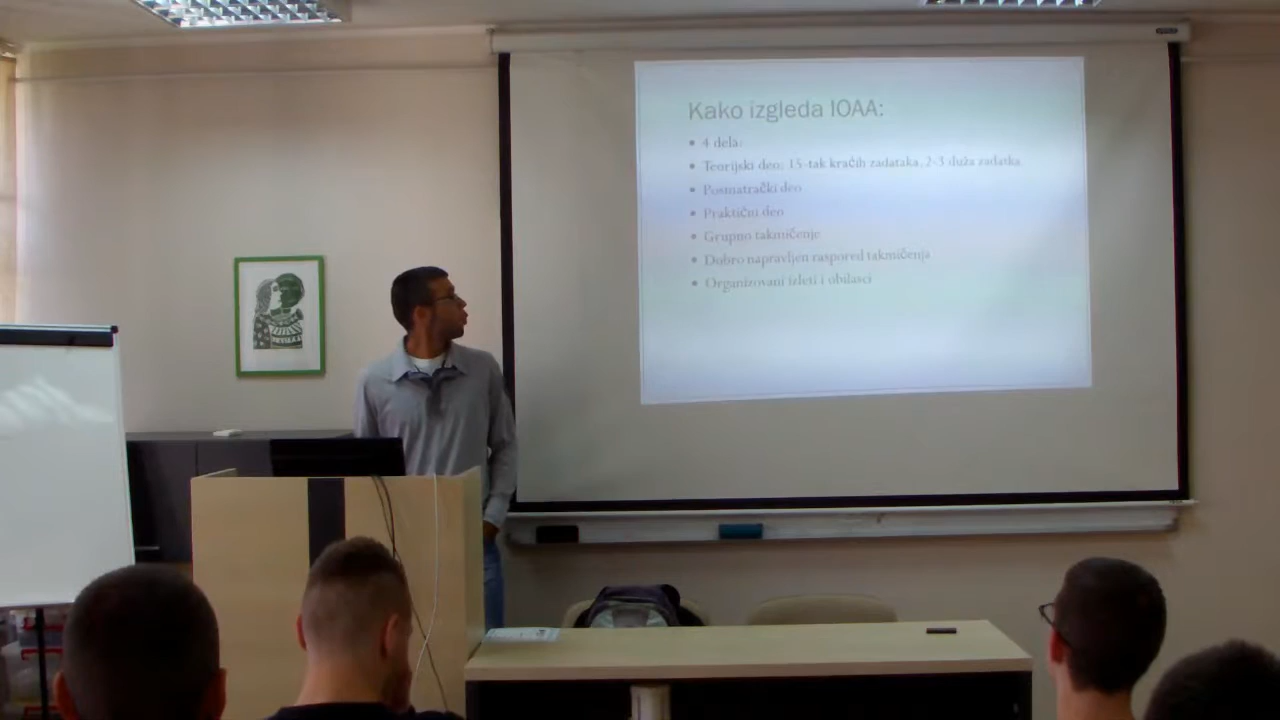 Kako izgleda IOAA:
• 4 dela:
• Teorijski deo: 15-tak kraćih zadataka, 2-3 duža zadatka
• Posmatrački deo
• Praktični deo
• Grupno takmičenje
• Dobro napravljen raspored takmičenja
• Organizovani izleti i obilasci